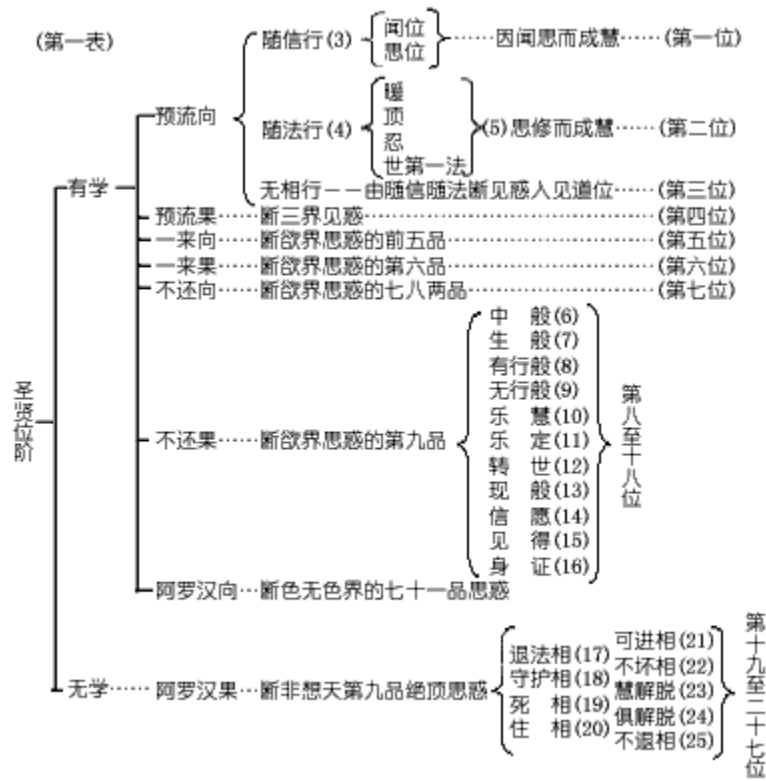 (第一表)
随信行(3)
闻位
思位
……因闻思而成慧……(第一位)
预流向
随法行(4)
暖
顶
忍
世第一法
(5)思修而成慧……(第二位)
有学
无相行——由随信随法断见惑人见道位……(第三位)
预流果……断三界见惑……(第四位)
一来向……断欲界思惑的前五品……(第五位)
一来果……断欲界思惑的第六品……(第六位)
不还向……断欲界思惑的七八两品……(第七位)
圣贤位阶
不还果……断欲界思惑的第九品
中 般(6)
生 般(7)
有行般(8)
无行般(9)
乐 慧(10)
乐 定(11)
转 世(12)
现 般(13)
信 愿(14)
见 得(15)
身 证(16)
第八至十八位
阿罗汉向…断色无色界的七十一品思惑
无学……阿罗汉果…断非想天第九品绝顶思惑
退法相(17)
守护相(18)
死 相(19)
住 相(20)
可进相(21)
不坏相(22)
慧解脱(23)
俱解脱(24)
不退相(25)
第十九至二十七位